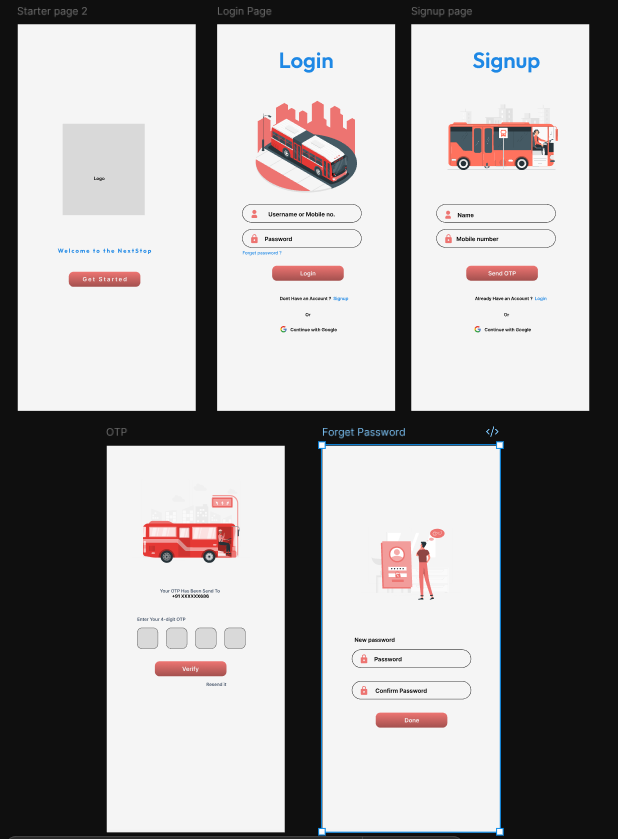 Starter page 2
Logo
Welcome to the NextStop
Get Started
Login Page
Login
Username or Mobile no.
Password
Forget password ?
Login
Dont Have an Account ? Signup
Or
Continue with Google
Signup page
Signup
Name
Mobile number
Send OTP
Already Have an Account ? Login
Or
Continue with Google
OTP
Your OTP Has Been Send To
Enter Your 4-digit OTP
Verify
Resend it
Forget Password
</>
New password
Password
Confirm Password
Done